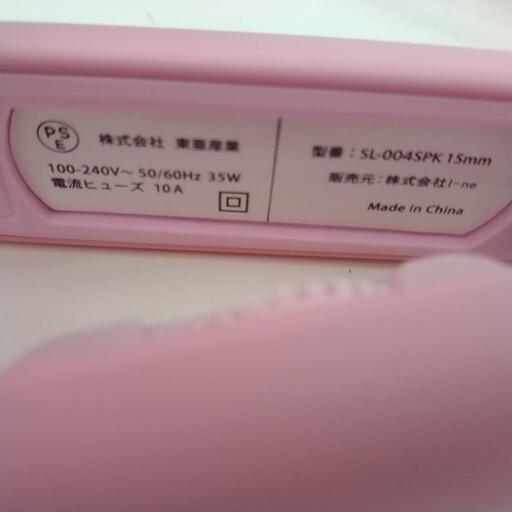 PS
E
株式会社 東亜産業
100-240V～ 50/60Hz 35W
電流ヒューズ 10A
型番：SL-004SPK 15mm
販売元：株式会社I-ne
Made in China